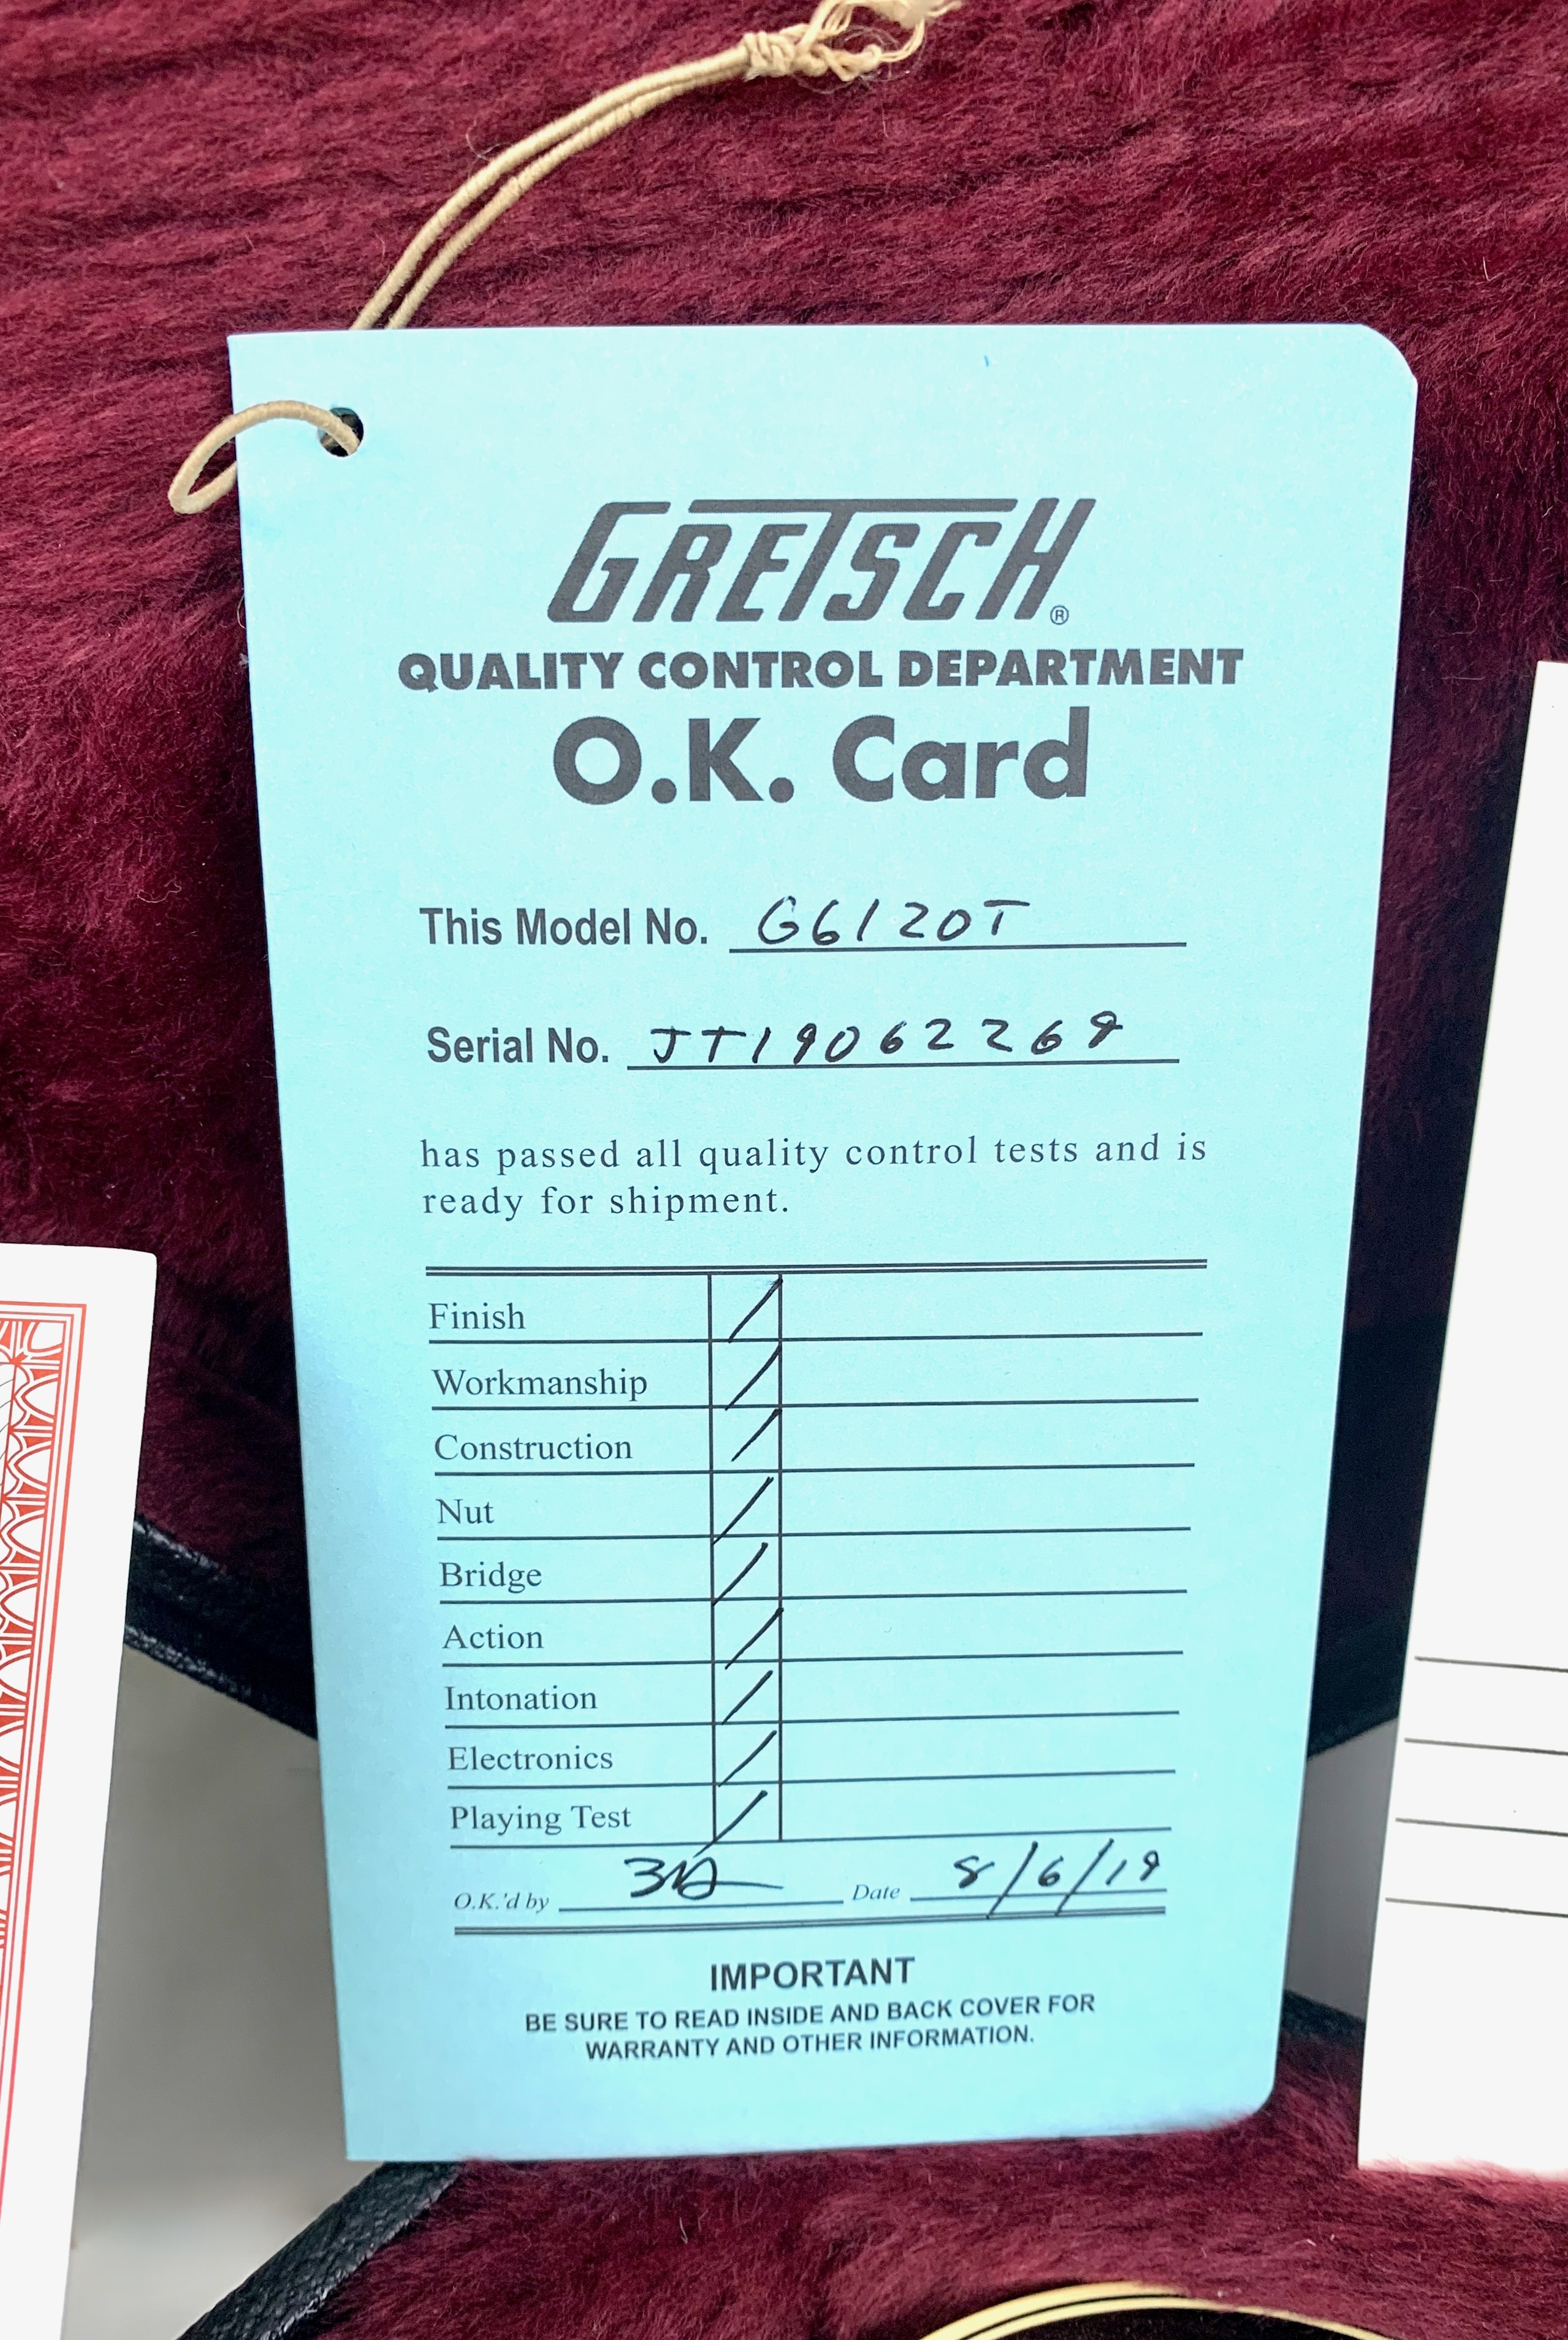 GRETSCH®
QUALITY CONTROL DEPARTMENT
O.K. Card
This Model No. G6120T
Serial No. JT19062268
has passed all quality control tests and is
ready for shipment.
Finish
Workmanship
Construction
Nut
Bridge
Action
Intonation
Electronics
Playing Test
O.K.'d by Date 8/6/19
IMPORTANT
BE SURE TO READ INSIDE AND BACK COVER FOR
WARRANTY AND OTHER INFORMATION.